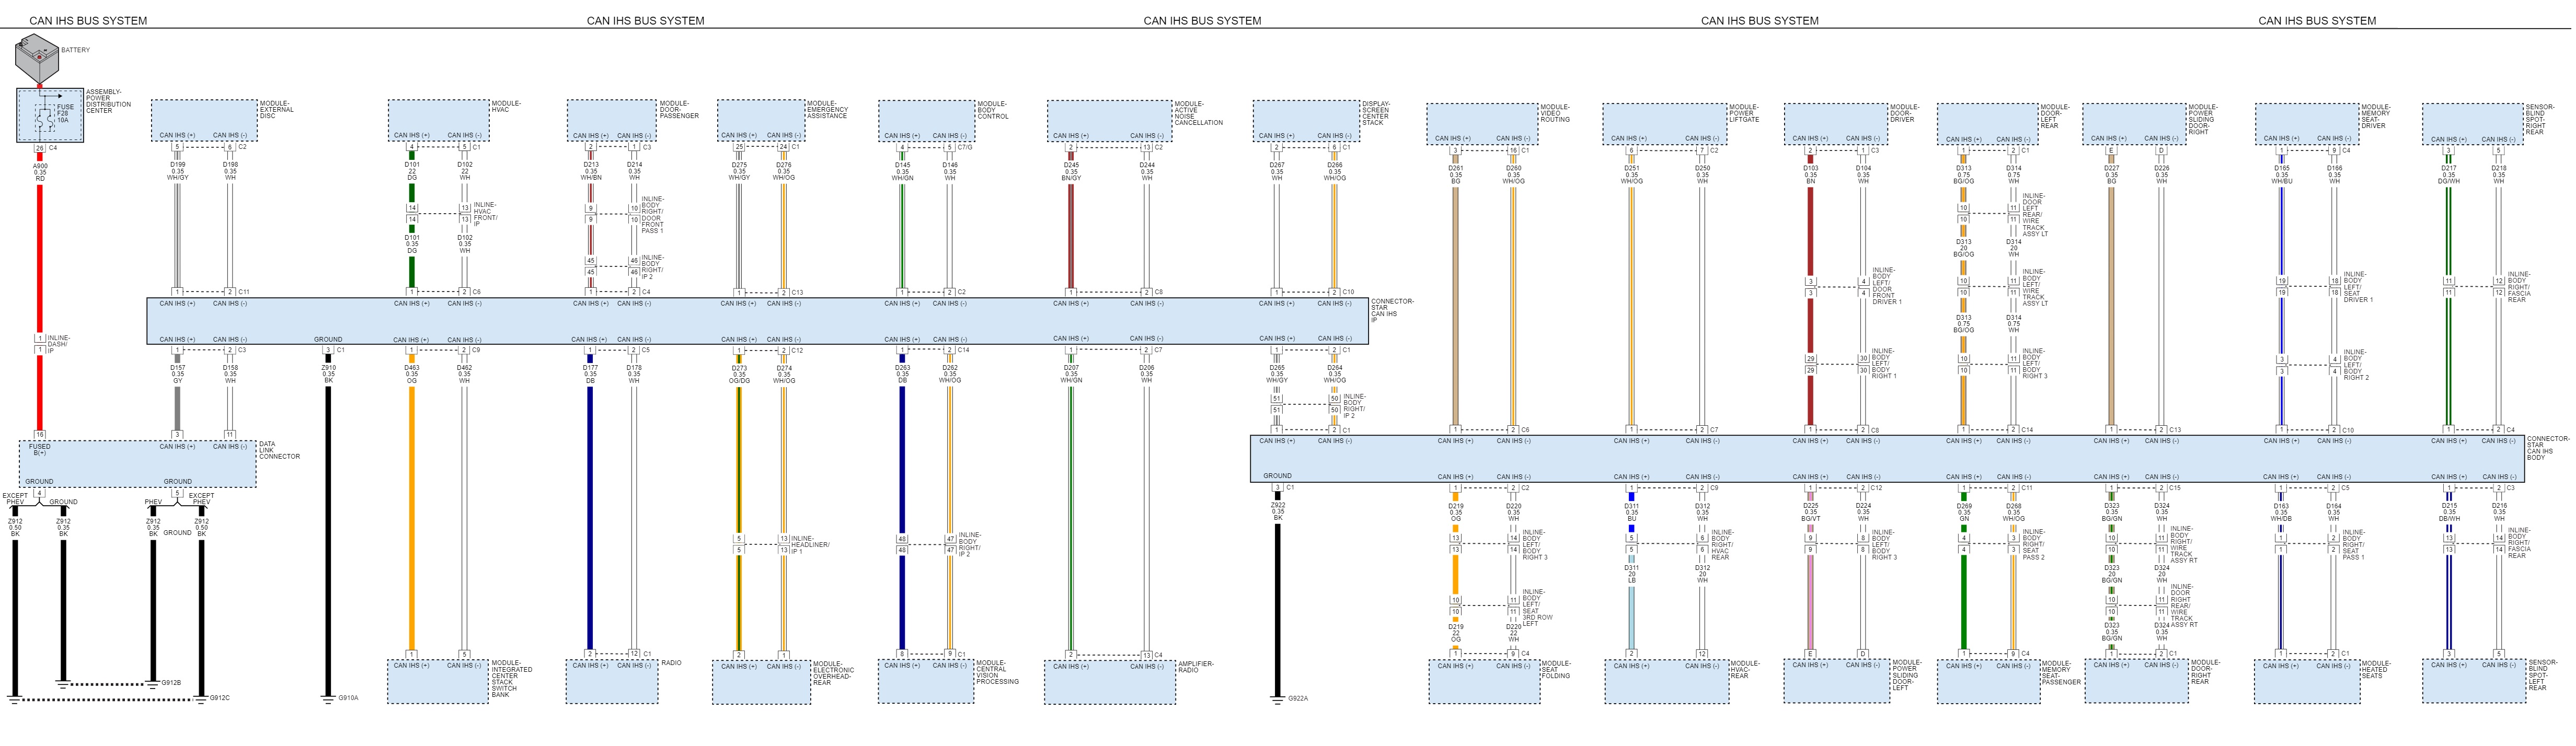 CAN IHS BUS SYSTEM
CAN IHS BUS SYSTEM
CAN IHS BUS SYSTEM
CAN IHS BUS SYSTEM
CAN IHS BUS SYSTEM
BATTERY
ASSEMBLY-
POWER
DISTRIBUTION
CENTER
FUSE
F28
10A
26 C4
A900
0.35
RD
1
1
INLINE-
DASH/
IP
16
FUSED
B(+)
DATA
LINK
CONNECTOR
CAN IHS (+) CAN IHS (-)
GROUND GROUND
4 5
EXCEPT
PHEV
GROUND
PHEV
EXCEPT
PHEV
GROUND
Z912
0.50
BK
Z912
0.35
BK
Z912
0.35
BK
Z912
0.50
BK
G912B
G912C
MODULE-
EXTERNAL
DISC
CAN IHS (+) CAN IHS (-)
5 6 C2
D199
0.35
WH/GY
D198
0.35
WH
1 2 C11
CAN IHS (+) CAN IHS (-)
MODULE-
HVAC
CAN IHS (+) CAN IHS (-)
4 5 C1
D101
22
DG
D102
22
WH
14 13
14 13
INLINE-
HVAC
FRONT/
IP
D101
0.35
DG
D102
0.35
WH
1 2 C6
CAN IHS (+) CAN IHS (-)
MODULE-
DOOR-
PASSENGER
CAN IHS (+) CAN IHS (-)
2 1 C3
D213
0.35
WH/BN
D214
0.35
WH
9 10
9 10
INLINE-
BODY
RIGHT/
DOOR
FRONT
PASS 1
45 46
45 46
INLINE-
BODY
RIGHT/
IP 2
1 2 C4
CAN IHS (+) CAN IHS (-)
MODULE-
EMERGENCY
ASSISTANCE
CAN IHS (+) CAN IHS (-)
25 24 C1
D275
0.35
WH/GY
D276
0.35
WH/OG
1 2 C13
CAN IHS (+) CAN IHS (-)
MODULE-
BODY
CONTROL
CAN IHS (+) CAN IHS (-)
4 5 C7/G
D145
0.35
WH/GN
D146
0.35
WH
1 2 C2
CAN IHS (+) CAN IHS (-)
MODULE-
ACTIVE
NOISE
CANCELLATION
CAN IHS (+) CAN IHS (-)
2 13 C2
D245
0.35
BN/GY
D244
0.35
WH
1 2 C8
CAN IHS (+) CAN IHS (-)
DISPLAY-
SCREEN
CENTER
STACK
CAN IHS (+) CAN IHS (-)
2 6 C1
D267
0.35
WH
D266
0.35
WH/OG
1 2 C10
CAN IHS (+) CAN IHS (-)
CONNECTOR-
STAR
CAN IHS
IP
CAN IHS (+) CAN IHS (-)
1 2 C3
D157
0.35
GY
D158
0.35
WH
3 11
GROUND
3 C1
Z910
0.35
BK
G910A
CAN IHS (+) CAN IHS (-)
1 2 C9
D463
0.35
OG
D462
0.35
WH
1 5
CAN IHS (+) CAN IHS (-)
MODULE-
INTEGRATED
CENTER
STACK
SWITCH
BANK
CAN IHS (+) CAN IHS (-)
1 2 C5
D177
0.35
DB
D178
0.35
WH
2 12 C1
CAN IHS (+) CAN IHS (-)
RADIO
CAN IHS (+) CAN IHS (-)
1 2 C12
D273
0.35
OG/DG
D274
0.35
WH/OG
5 13
5 13
INLINE-
HEADLINER/
IP 1
2 1
CAN IHS (+) CAN IHS (-)
MODULE-
ELECTRONIC
OVERHEAD-
REAR
CAN IHS (+) CAN IHS (-)
1 2 C14
D263
0.35
DB
D262
0.35
WH/OG
48 47
48 47
INLINE-
BODY
RIGHT/
IP 2
8 9 C1
CAN IHS (+) CAN IHS (-)
MODULE-
CENTRAL
VISION
PROCESSING
CAN IHS (+) CAN IHS (-)
1 2 C7
D207
0.35
WH/GN
D206
0.35
WH
2 13 C4
CAN IHS (+) CAN IHS (-)
AMPLIFIER-
RADIO
CAN IHS (+) CAN IHS (-)
1 2 C1
D265
0.35
WH/GY
D264
0.35
WH/OG
51 50
51 50
INLINE-
BODY
RIGHT/
IP 2
1 2 C1
CAN IHS (+) CAN IHS (-)
GROUND
3 C1
Z922
0.35
BK
G922A
MODULE-
VIDEO
ROUTING
CAN IHS (+) CAN IHS (-)
3 16 C1
D261
0.35
BG
D260
0.35
WH/OG
1 2 C6
CAN IHS (+) CAN IHS (-)
MODULE-
POWER
LIFTGATE
CAN IHS (+) CAN IHS (-)
6 7 C2
D251
0.35
WH/OG
D250
0.35
WH
1 2 C7
CAN IHS (+) CAN IHS (-)
MODULE-
DOOR-
DRIVER
CAN IHS (+) CAN IHS (-)
2 1 C3
D103
0.35
BN
D104
0.35
WH
3 4
3 4
INLINE-
BODY
LEFT/
DOOR
FRONT
DRIVER 1
29 30
29 30
INLINE-
BODY
LEFT/
BODY
RIGHT 1
1 2 C8
CAN IHS (+) CAN IHS (-)
MODULE-
DOOR-
LEFT
REAR
CAN IHS (+) CAN IHS (-)
1 2 C1
D313
0.75
BG/OG
D314
0.75
WH
10 11
10 11
INLINE-
DOOR
LEFT
REAR/
WIRE
TRACK
ASSY LT
D313
20
BG/OG
D314
20
WH
10 11
10 11
INLINE-
BODY
LEFT/
WIRE
TRACK
ASSY LT
D313
0.75
BG/OG
D314
0.75
WH
10 11
10 11
INLINE-
BODY
LEFT/
BODY
RIGHT 3
1 2 C14
CAN IHS (+) CAN IHS (-)
MODULE-
POWER
SLIDING
DOOR-
RIGHT
CAN IHS (+) CAN IHS (-)
E D
D227
0.35
BG
D226
0.35
WH
1 2 C13
CAN IHS (+) CAN IHS (-)
MODULE-
MEMORY
SEAT-
DRIVER
CAN IHS (+) CAN IHS (-)
1 9 C4
D165
0.35
WH/BU
D166
0.35
WH
19 18
19 18
INLINE-
BODY
LEFT/
SEAT
DRIVER 1
3 4
3 4
INLINE-
BODY
LEFT/
BODY
RIGHT 2
1 2 C10
CAN IHS (+) CAN IHS (-)
SENSOR-
BLIND
SPOT-
RIGHT
REAR
CAN IHS (+) CAN IHS (-)
3 5
D217
0.35
DG/WH
D218
0.35
WH
11 12
11 12
INLINE-
BODY
RIGHT/
FASCIA
REAR
1 2 C4
CAN IHS (+) CAN IHS (-)
CONNECTOR-
STAR
CAN IHS
BODY
CAN IHS (+) CAN IHS (-)
1 2 C2
D219
0.35
OG
D220
0.35
WH
13 14
13 14
INLINE-
BODY
LEFT/
BODY
RIGHT 3
10 11
10 11
INLINE-
BODY
LEFT/
SEAT
3RD ROW
LEFT
D219
22
OG
D220
22
WH
1 9 C4
CAN IHS (+) CAN IHS (-)
MODULE-
SEAT
FOLDING
CAN IHS (+) CAN IHS (-)
1 2 C9
D311
0.35
BU
D312
0.35
WH
5 6
5 6
INLINE-
BODY
RIGHT/
HVAC
REAR
D311
20
LB
D312
20
WH
2 12
CAN IHS (+) CAN IHS (-)
MODULE-
HVAC-
REAR
CAN IHS (+) CAN IHS (-)
1 2 C12
D225
0.35
BG/VT
D224
0.35
WH
9 8
9 8
INLINE-
BODY
LEFT/
BODY
RIGHT 3
E D
CAN IHS (+) CAN IHS (-)
MODULE-
POWER
SLIDING
DOOR-
LEFT
CAN IHS (+) CAN IHS (-)
1 2 C11
D269
0.35
GN
D268
0.35
WH/OG
4 3
4 3
INLINE-
BODY
RIGHT/
SEAT
PASS 2
1 9 C4
CAN IHS (+) CAN IHS (-)
MODULE-
MEMORY
SEAT-
PASSENGER
CAN IHS (+) CAN IHS (-)
1 2 C15
D323
0.35
BG/GN
D324
0.35
WH
10 11
10 11
INLINE-
BODY
RIGHT/
WIRE
TRACK
ASSY RT
D323
20
BG/GN
D324
20
WH
10 11
10 11
INLINE-
DOOR
RIGHT
REAR/
WIRE
TRACK
ASSY RT
D323
0.35
BG/GN
D324
0.35
WH
1 2 C1
CAN IHS (+) CAN IHS (-)
MODULE-
DOOR-
RIGHT
REAR
CAN IHS (+) CAN IHS (-)
1 2 C5
D163
0.35
WH/DB
D164
0.35
WH
1 2
1 2
INLINE-
BODY
RIGHT/
SEAT
PASS 1
1 2 C1
CAN IHS (+) CAN IHS (-)
MODULE-
HEATED
SEATS
CAN IHS (+) CAN IHS (-)
1 2 C3
D215
0.35
DB/WH
D216
0.35
WH
13 14
13 14
INLINE-
BODY
RIGHT/
FASCIA
REAR
3 5
CAN IHS (+) CAN IHS (-)
SENSOR-
BLIND
SPOT-
LEFT
REAR